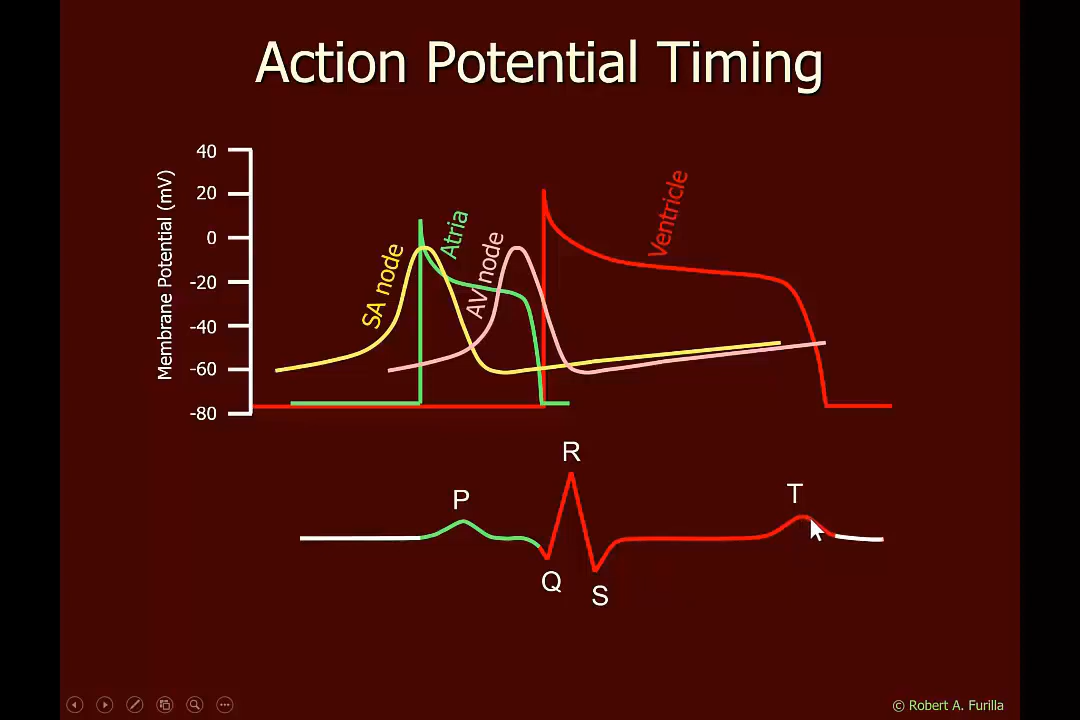 Action Potential Timing
Membrane Potential (mV)
40
20
0
-20
-40
-60
-80
SA node
Atria
AV node
Ventricle
R
P
T
Q
S
© Robert A. Furilla